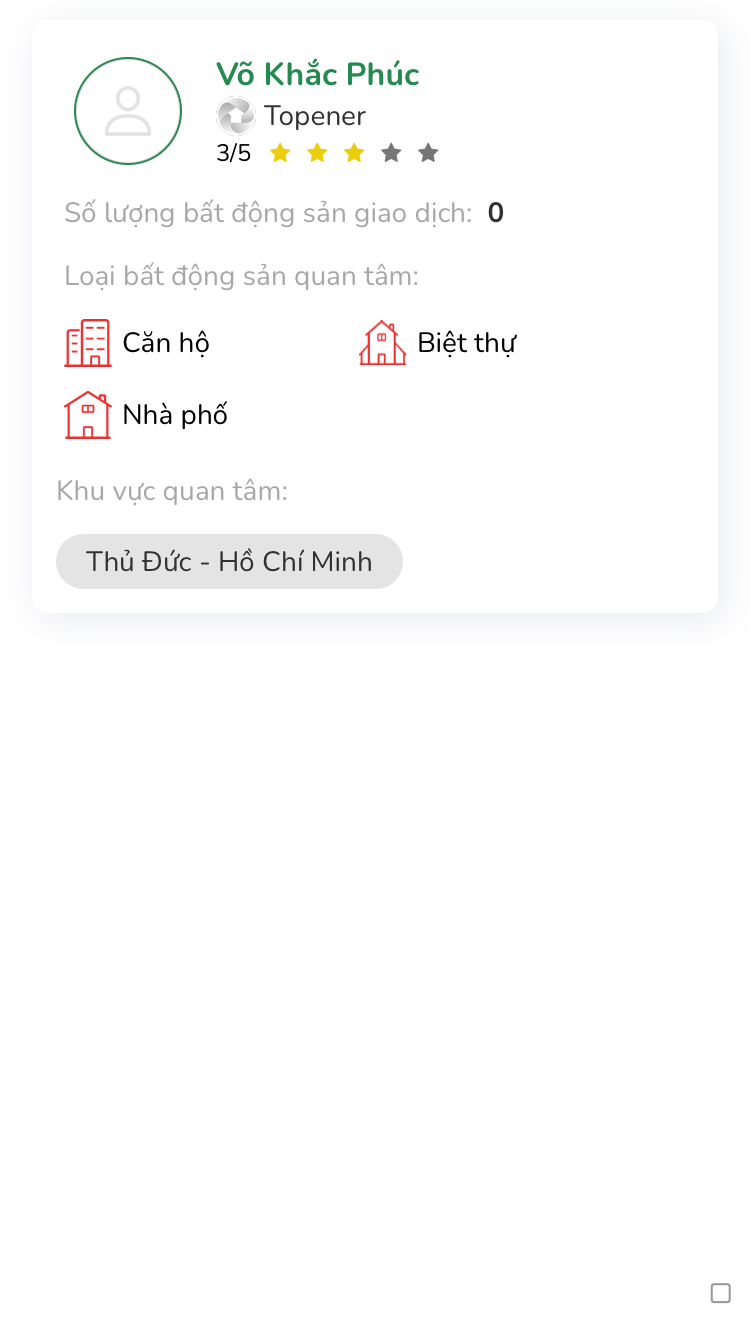 Võ Khắc Phúc
Topener
3/5
Số lượng bất động sản giao dịch: 0
Loại bất động sản quan tâm:
Căn hộ Biệt thự
Nhà phố
Khu vực quan tâm:
Thủ Đức - Hồ Chí Minh